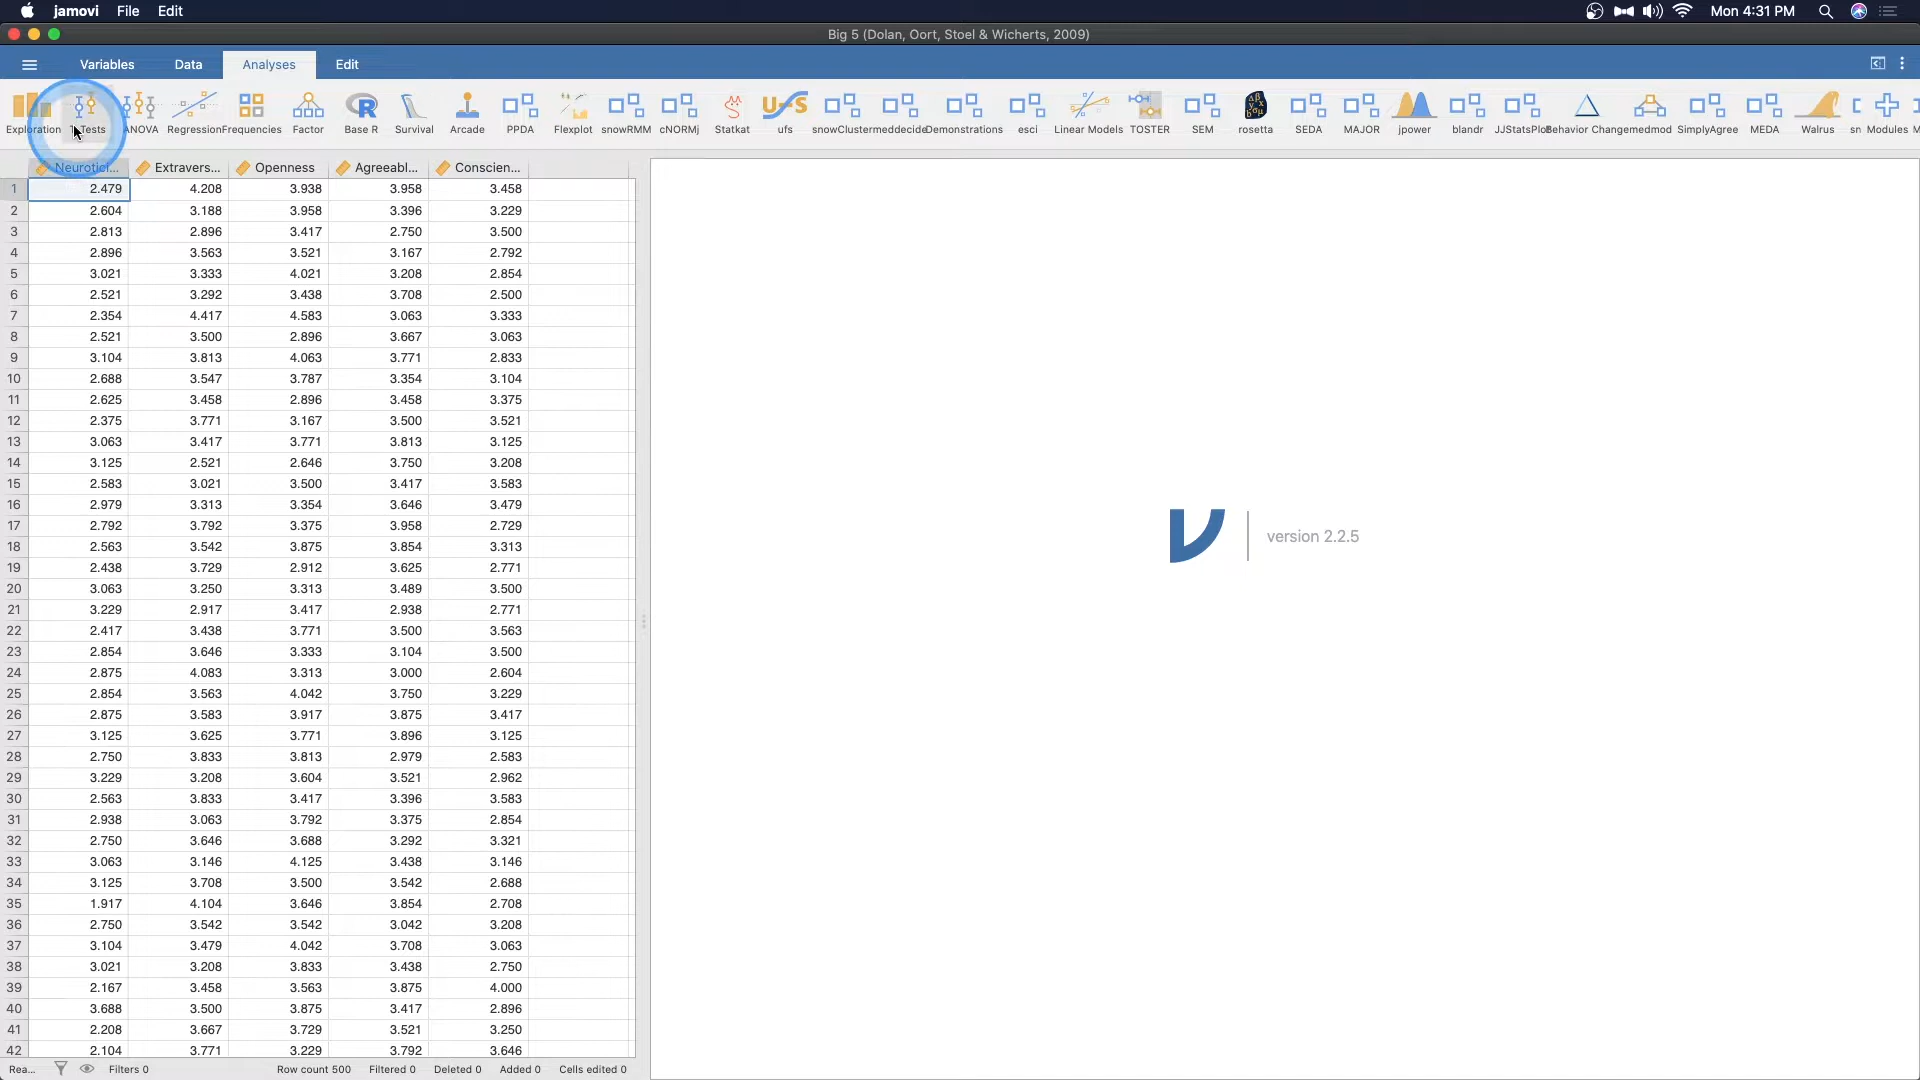 jamovi File Edit Mon 4:31 PM
Big 5 (Dolan, Oort, Stoel & Wicherts, 2009)
Variables Data Analyses Edit
Exploration T-Tests ANOVA Regression Frequencies Factor Base R Survival Arcade PPDA Flexplot snowRMM cNORMj Statkat ufs snowCluster meddecide Demonstrations esci Linear Models TOSTER SEM rosetta SEDA MAJOR jpower blandr JJStatsPlot Behavior Change medmod SimplyAgree MEDA Walrus sn Modules
Neurotici... Extravers... Openness Agreeabl... Conscien...
1 2.479 4.208 3.938 3.958 3.458
2 2.604 3.188 3.958 3.396 3.229
3 2.813 2.896 3.417 2.750 3.500
4 2.896 3.563 3.521 3.167 2.792
5 3.021 3.333 4.021 3.208 2.854
6 2.521 3.292 3.438 3.708 2.500
7 2.354 4.417 4.583 3.063 3.333
8 2.521 3.500 2.896 3.667 3.063
9 3.104 3.813 4.063 3.771 2.833
10 2.688 3.547 3.787 3.354 3.104
11 2.625 3.458 2.896 3.458 3.375
12 2.375 3.771 3.167 3.500 3.521
13 3.063 3.417 3.771 3.813 3.125
14 3.125 2.521 2.646 3.750 3.208
15 2.583 3.021 3.500 3.417 3.583
16 2.979 3.313 3.354 3.646 3.479
17 2.792 3.792 3.375 3.958 2.729
18 2.563 3.542 3.875 3.854 3.313
version 2.2.5
19 2.438 3.729 2.912 3.625 2.771
20 3.063 3.250 3.313 3.489 3.500
21 3.229 2.917 3.417 2.938 2.771
22 2.417 3.438 3.771 3.500 3.563
23 2.854 3.646 3.333 3.104 3.500
24 2.875 4.083 3.313 3.000 2.604
25 2.854 3.563 4.042 3.750 3.229
26 2.875 3.583 3.917 3.875 3.417
27 3.125 3.625 3.771 3.896 3.125
28 2.750 3.833 3.813 2.979 2.583
29 3.229 3.208 3.604 3.521 2.962
30 2.563 3.833 3.417 3.396 3.583
31 2.938 3.063 3.792 3.375 2.854
32 2.750 3.646 3.688 3.292 3.321
33 3.063 3.146 4.125 3.438 3.146
34 3.125 3.708 3.500 3.542 2.688
35 1.917 4.104 3.646 3.854 2.708
36 2.750 3.542 3.542 3.042 3.208
37 3.104 3.479 4.042 3.708 3.063
38 3.021 3.208 3.833 3.438 2.750
39 2.167 3.458 3.563 3.875 4.000
40 3.688 3.500 3.875 3.417 2.896
41 2.208 3.667 3.729 3.521 3.250
42 2.104 3.771 3.229 3.792 3.646
Rea... Filters 0 Row count 500 Filtered 0 Deleted 0 Added 0 Cells edited 0